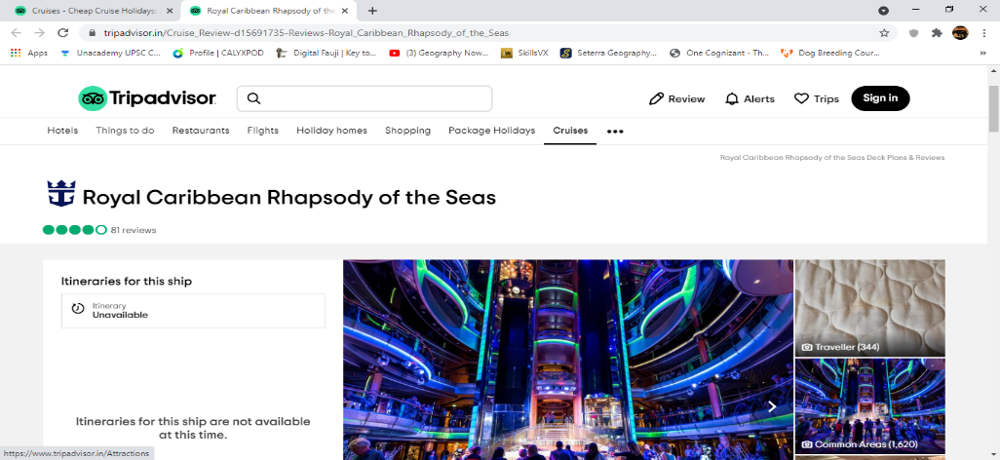 Cruises - Cheap Cruise Holidays:
Royal Caribbean Rhapsody of the
tripadvisor.in/Cruise_Review-d15691735-Reviews-Royal_Caribbean_Rhapsody_of_the_Seas
Apps
Unacademy UPSC C...
Profile | CALYXPOD
Digital Fauji | Key to...
(3) Geography Now...
SkillsVX
Seterra Geography...
One Cognizant - Th...
Dog Breeding Cour...
»
Tripadvisor
Review
Alerts
Trips
Sign in
Hotels
Things to do
Restaurants
Flights
Holiday homes
Shopping
Package Holidays
Cruises
Royal Caribbean Rhapsody of the Seas Deck Plans & Reviews
Royal Caribbean Rhapsody of the Seas
81 reviews
Itineraries for this ship
Itinerary
Unavailable
Itineraries for this ship are not available
at this time.
Traveller (344)
Common Areas (1,620)
https://www.tripadvisor.in/Attractions